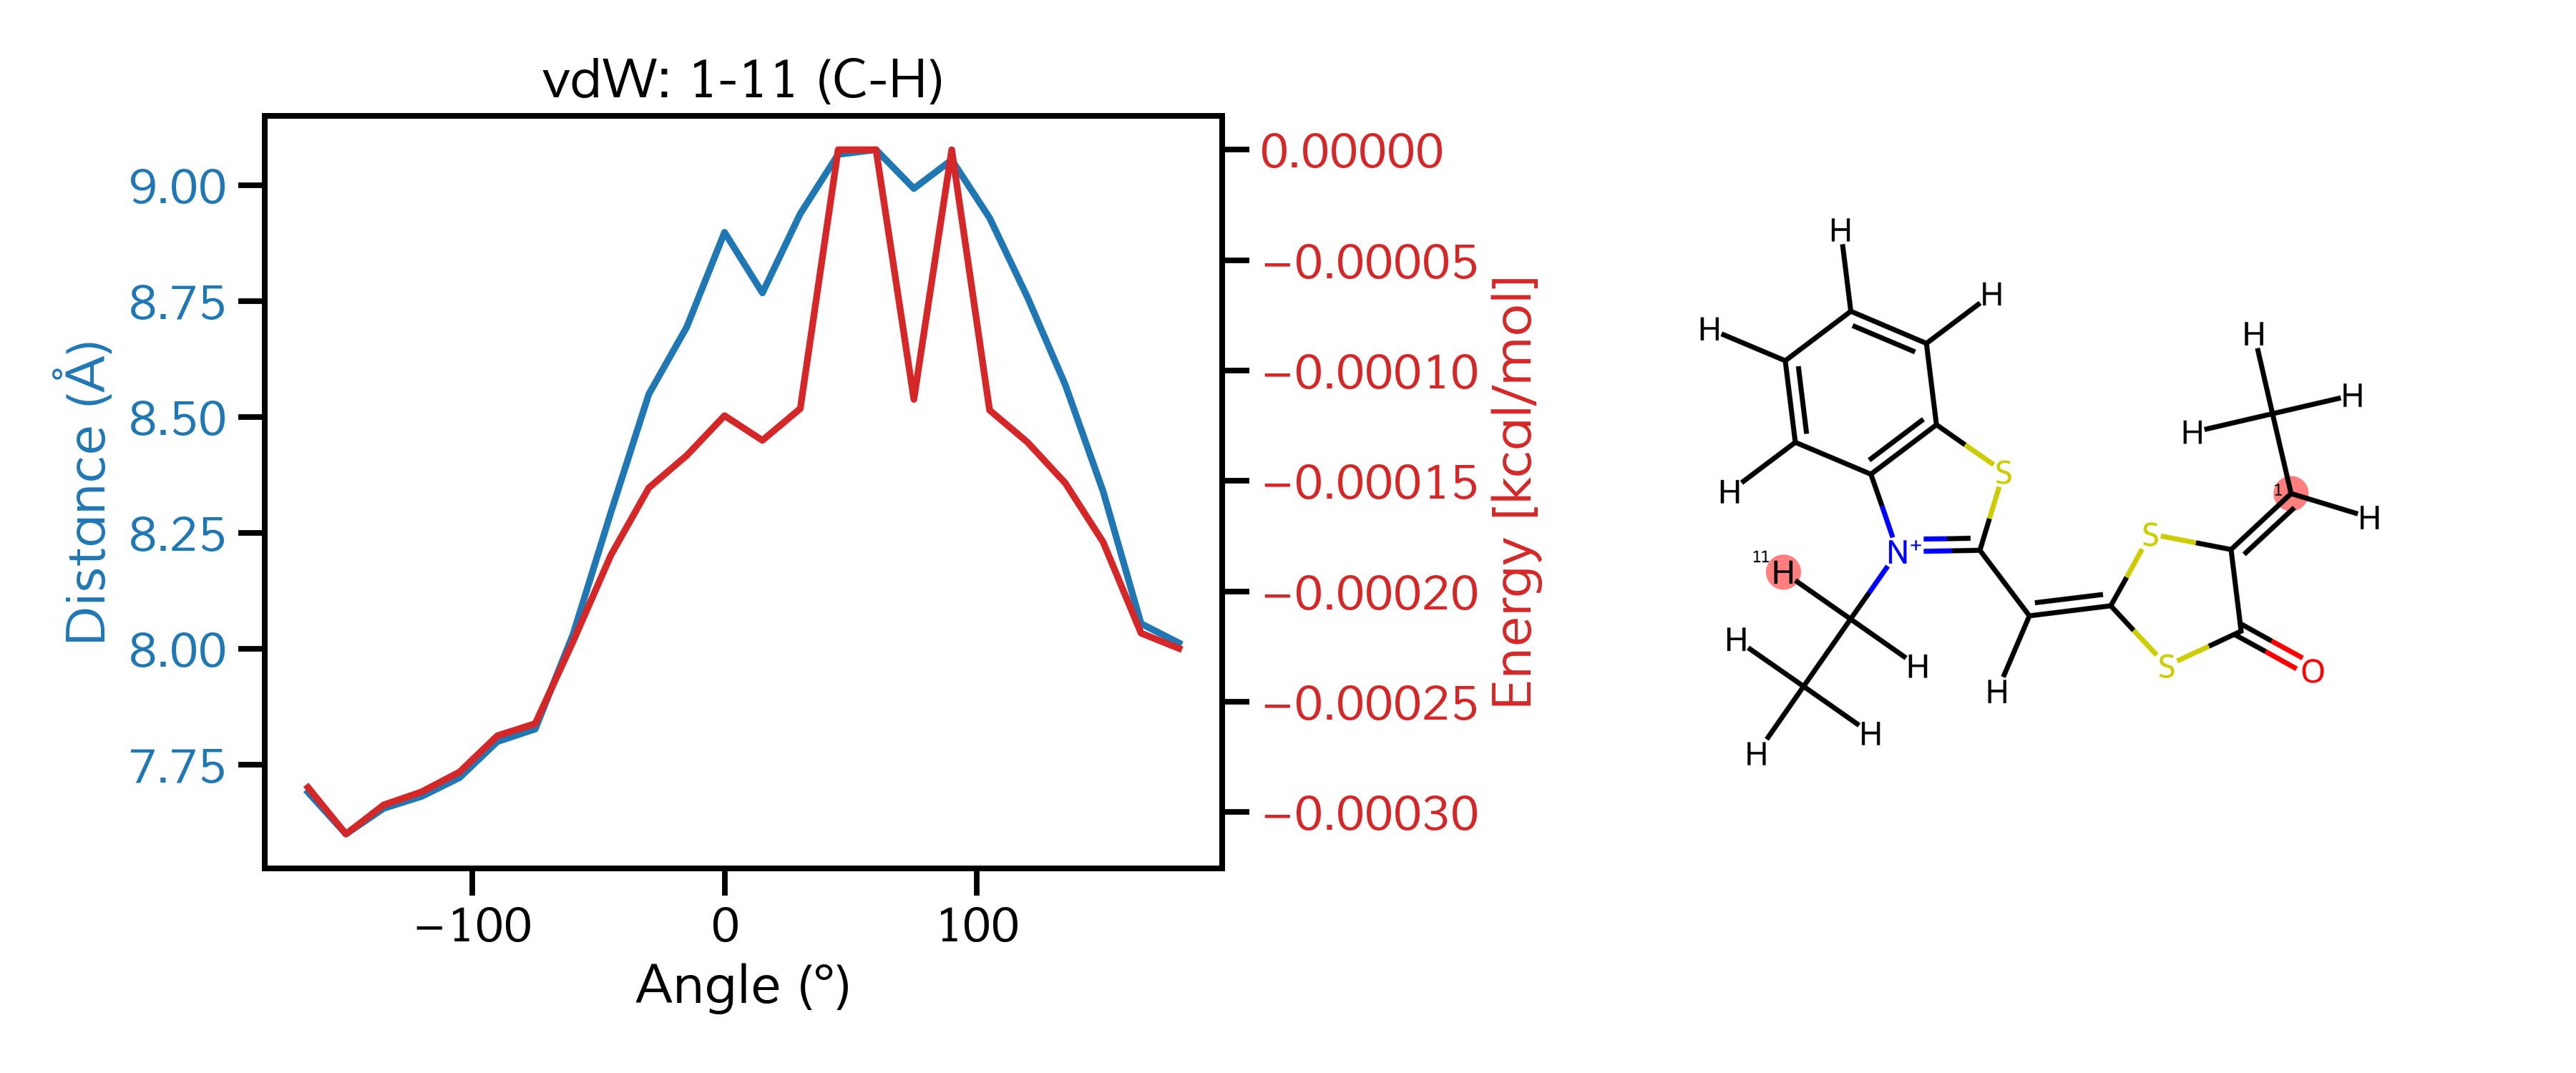 vdW: 1-11 (C-H)
Distance (Å)
9.00
8.75
8.50
8.25
8.00
7.75
−100
0
100
Angle (°)
0.00000
−0.00005
−0.00010
−0.00015
−0.00020
−0.00025
−0.00030
Energy [kcal/mol]
H
H
H
H
H
H
H
S
1
H
S
N+
11
H
H
H
S
O
H
H
H